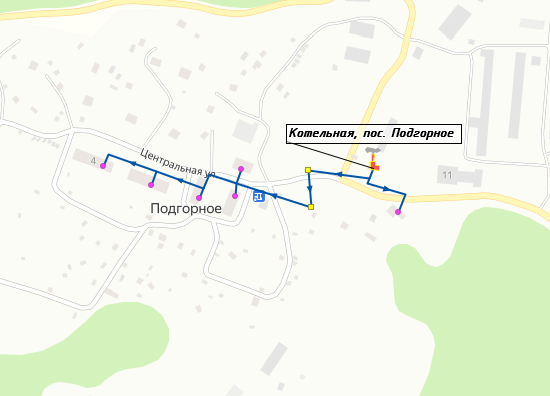 Котельная, пос. Подгорное
Центральная ул
4
11
Подгорное